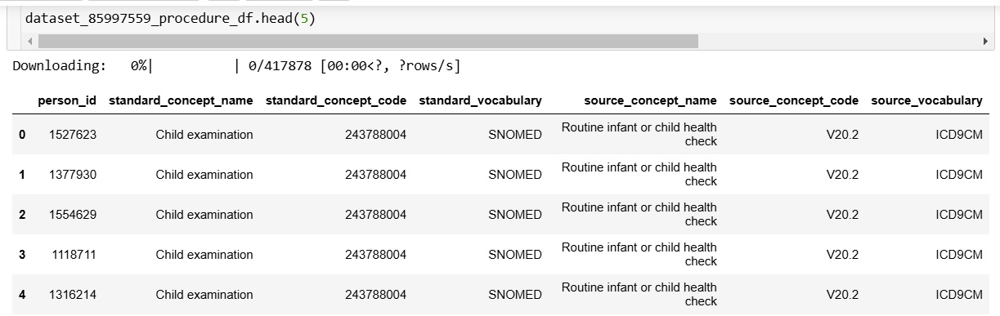 dataset_85997559_procedure_df.head(5)
Downloading:   0%|          | 0/417878 [00:00<?, ?rows/s]
person_id standard_concept_name standard_concept_code standard_vocabulary source_concept_name source_concept_code source_vocabulary
0 1527623 Child examination 243788004 SNOMED Routine infant or child health check V20.2 ICD9CM
1 1377930 Child examination 243788004 SNOMED Routine infant or child health check V20.2 ICD9CM
2 1554629 Child examination 243788004 SNOMED Routine infant or child health check V20.2 ICD9CM
3 1118711 Child examination 243788004 SNOMED Routine infant or child health check V20.2 ICD9CM
4 1316214 Child examination 243788004 SNOMED Routine infant or child health check V20.2 ICD9CM